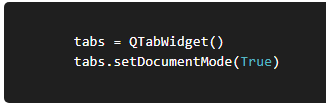 tabs = QTabWidget()
tabs.setDocumentMode(True)